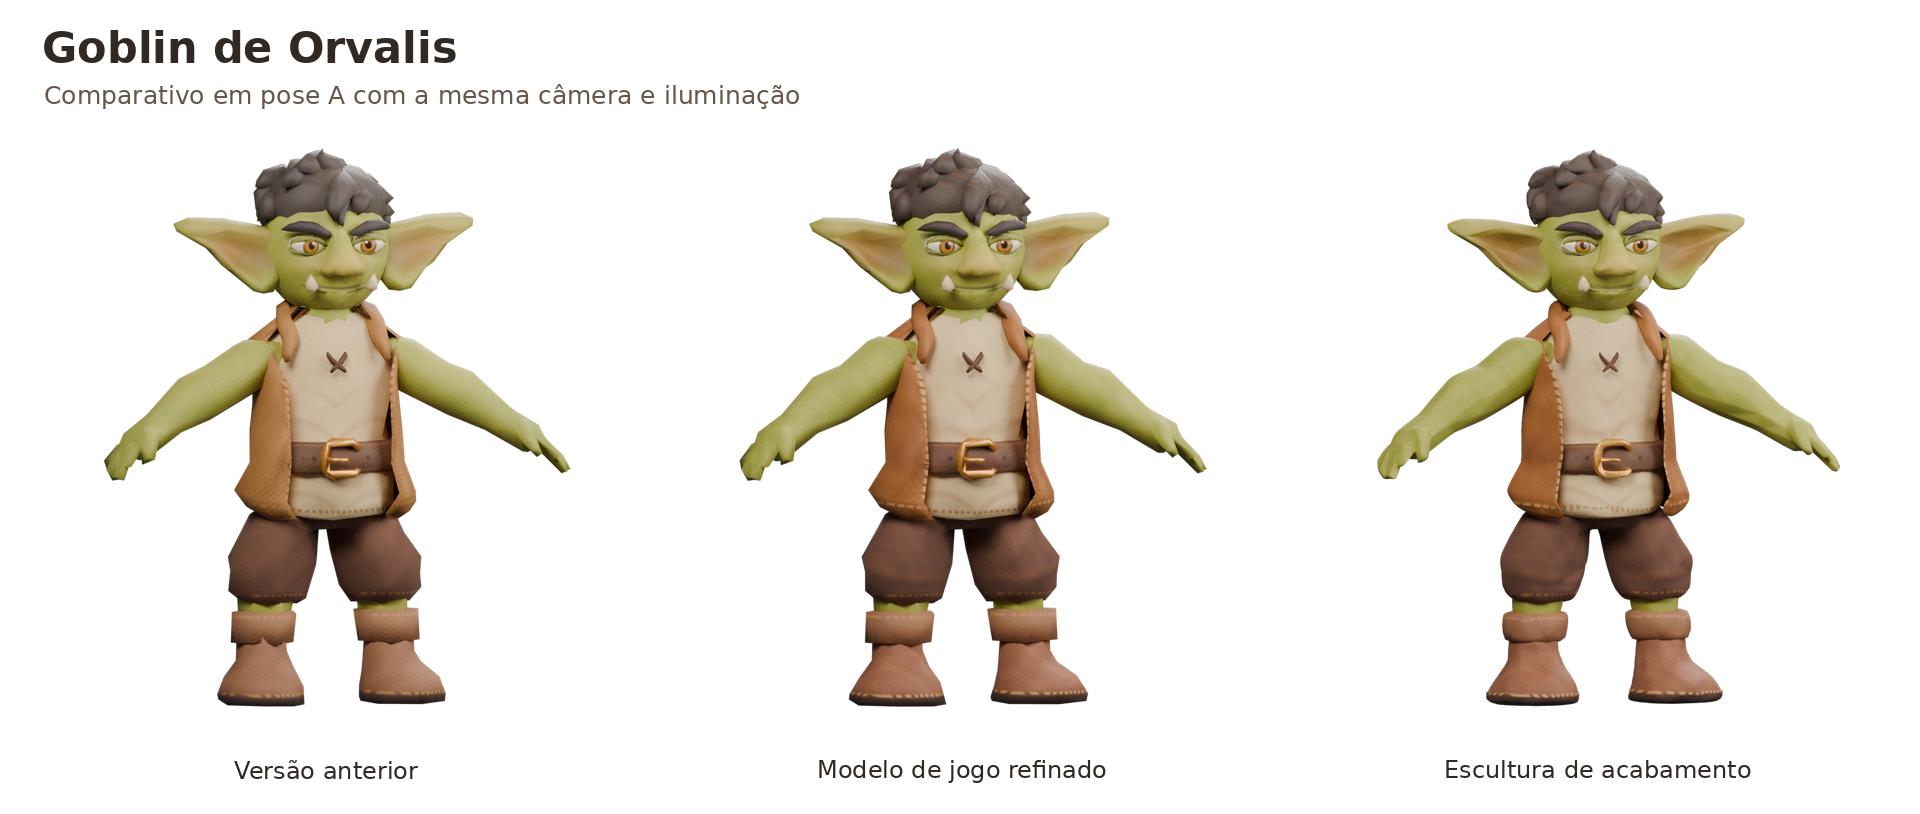 Goblin de Orvalis
Comparativo em pose A com a mesma câmera e iluminação
Versão anterior
Modelo de jogo refinado
Escultura de acabamento